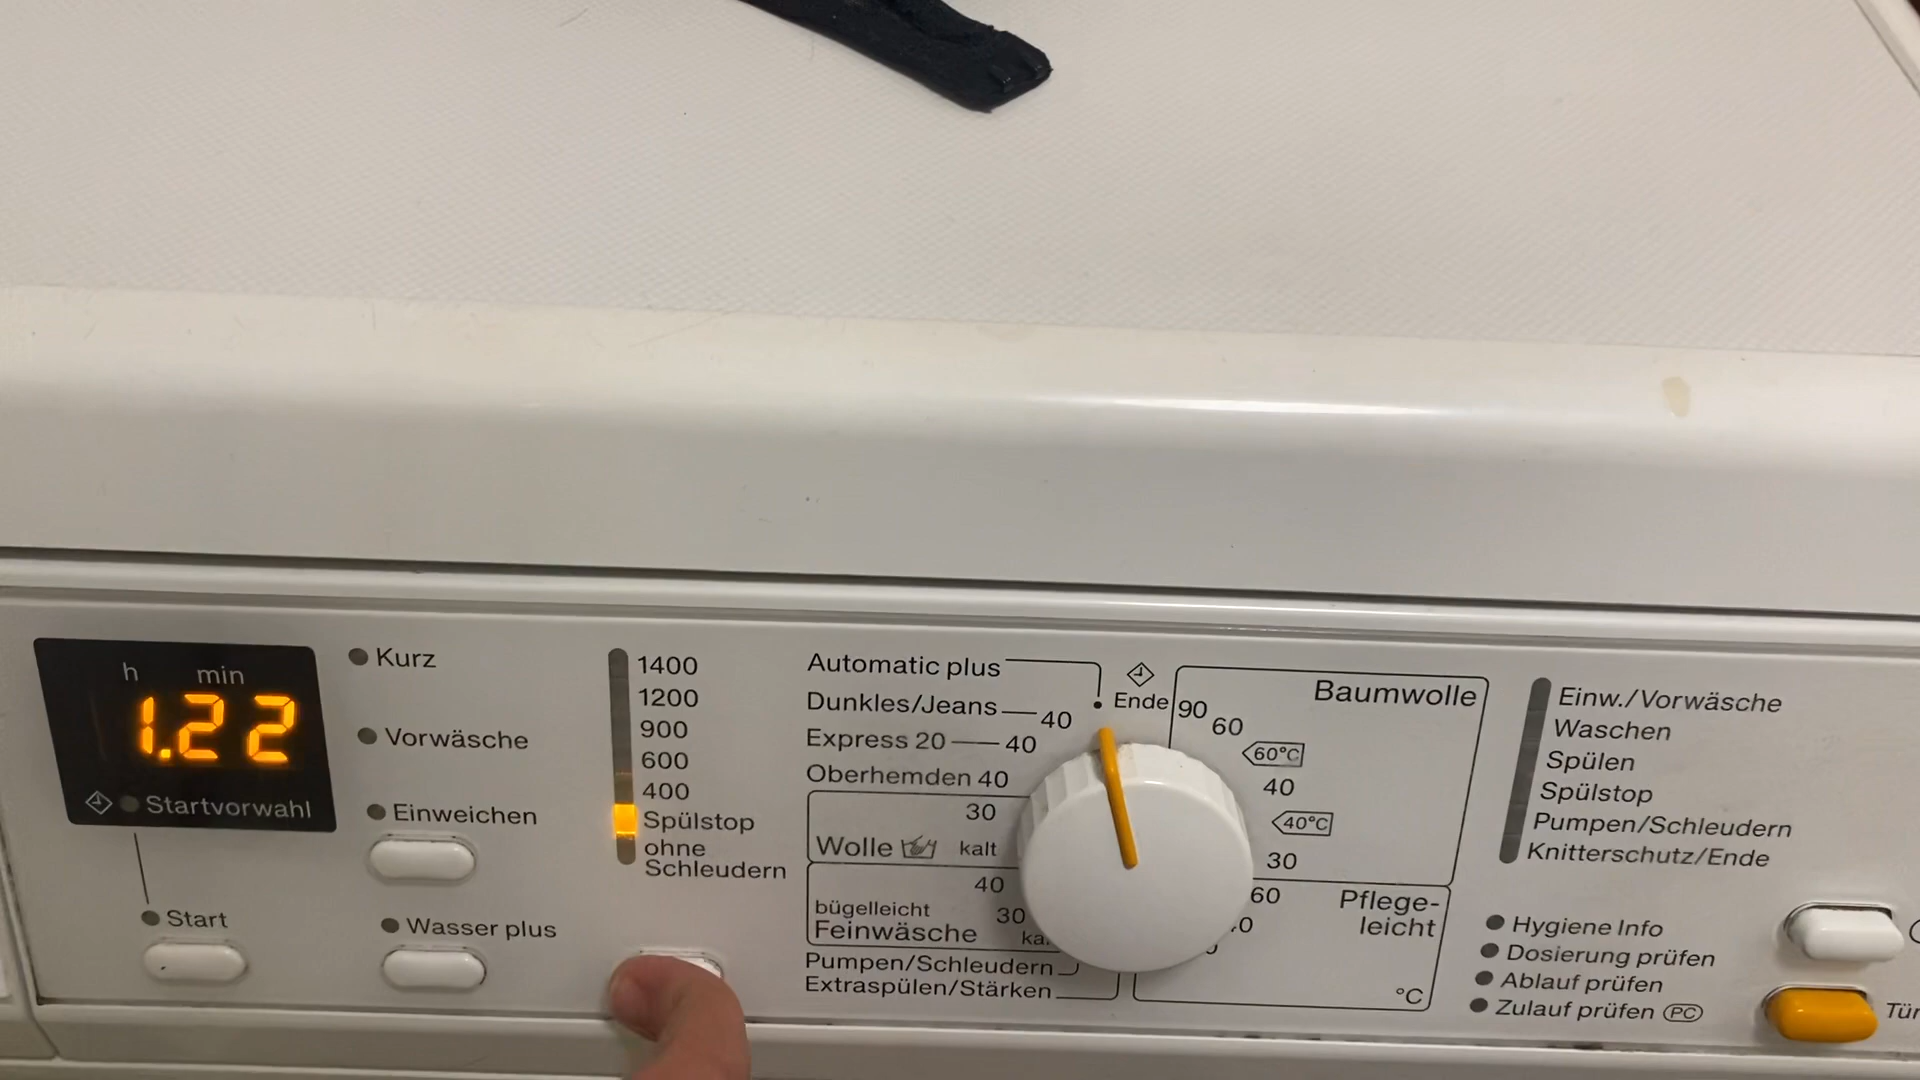 h min
1.22
Startvorwahl
Start
Kurz
Vorwäsche
Einweichen
Wasser plus
1400
1200
900
600
400
Spülstop
ohne
Schleudern
Automatic plus
Dunkles/Jeans 40
Express 20 40
Oberhemden 40
30
Wolle kalt
40
bügelleicht 30
Feinwäsche
Pumpen/Schleudern
Extraspülen/Stärken
Ende
Baumwolle
90
60
60°C
40
40°C
30
60 Pflege-
leicht
°C
Einw./Vorwäsche
Waschen
Spülen
Spülstop
Pumpen/Schleudern
Knitterschutz/Ende
Hygiene Info
Dosierung prüfen
Ablauf prüfen
Zulauf prüfen PC